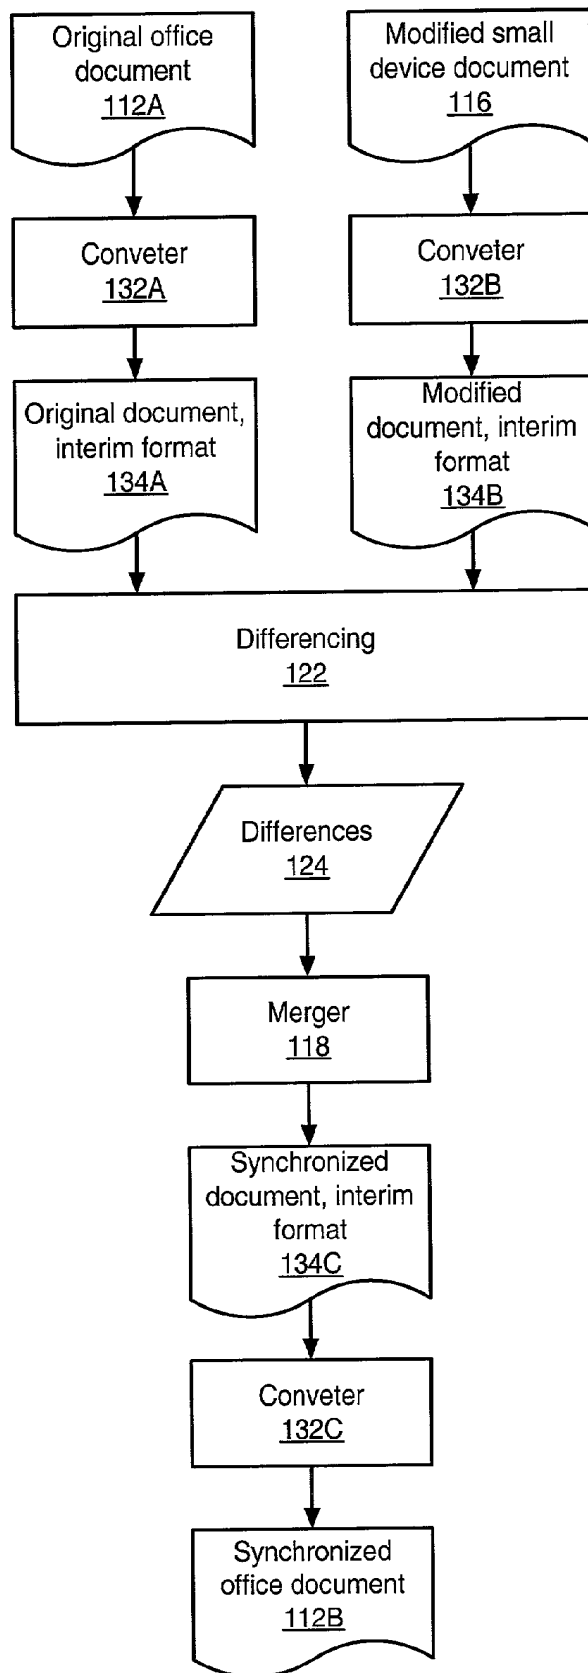 Original office
document
112A
Modified small
device document
116
Conveter
132A
Conveter
132B
Original document,
interim format
134A
Modified
document, interim
format
134B
Differencing
122
Differences
124
Merger
118
Synchronized
document, interim
format
134C
Conveter
132C
Synchronized
office document
112B